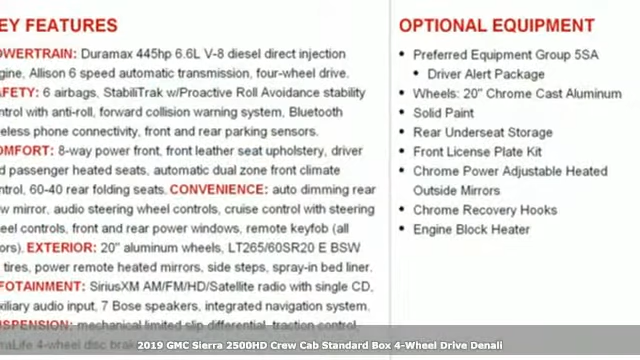 EY FEATURES
OWERTRAIN: Duramax 445hp 6.6L V-8 diesel direct injection
gine, Allison 6 speed automatic transmission, four-wheel drive.
AFETY: 6 airbags, StabiliTrak w/Proactive Roll Avoidance stability
ntrol with anti-roll, forward collision warning system, Bluetooth
eless phone connectivity, front and rear parking sensors.
OMFORT: 8-way power front, front leather seat upholstery, driver
d passenger heated seats, automatic dual zone front climate
ntrol, 60-40 rear folding seats. CONVENIENCE: auto dimming rear
w mirror, audio steering wheel controls, cruise control with steering
el controls, front and rear power windows, remote keyfob (all
ors). EXTERIOR: 20" aluminum wheels, LT265/60SR20 E BSW
tires, power remote heated mirrors, side steps, spray-in bed liner.
FOTAINMENT: SiriusXM AM/FM/HD/Satellite radio with single CD,
xiliary audio input, 7 Bose speakers, integrated navigation system.
SPENSION: mechanical limited slip differential, traction control,
raLife 4-wheel disc brak
OPTIONAL EQUIPMENT
• Preferred Equipment Group 5SA
• Driver Alert Package
• Wheels: 20" Chrome Cast Aluminum
• Solid Paint
• Rear Underseat Storage
• Front License Plate Kit
• Chrome Power Adjustable Heated
Outside Mirrors
• Chrome Recovery Hooks
• Engine Block Heater
2019 GMC Sierra 2500HD Crew Cab Standard Box 4-Wheel Drive Denali